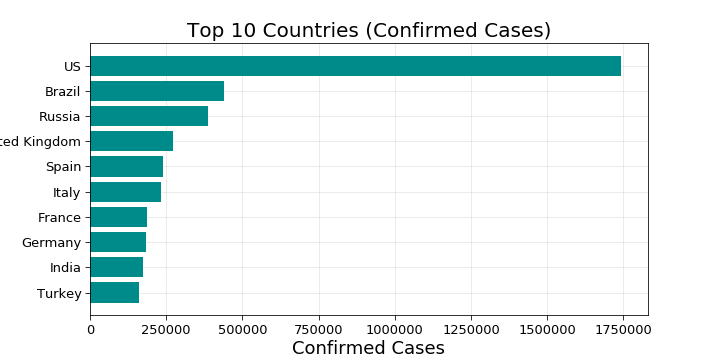 Top 10 Countries (Confirmed Cases)
US
Brazil
Russia
ted Kingdom
Spain
Italy
France
Germany
India
Turkey
0 250000 500000 750000 1000000 1250000 1500000 1750000
Confirmed Cases